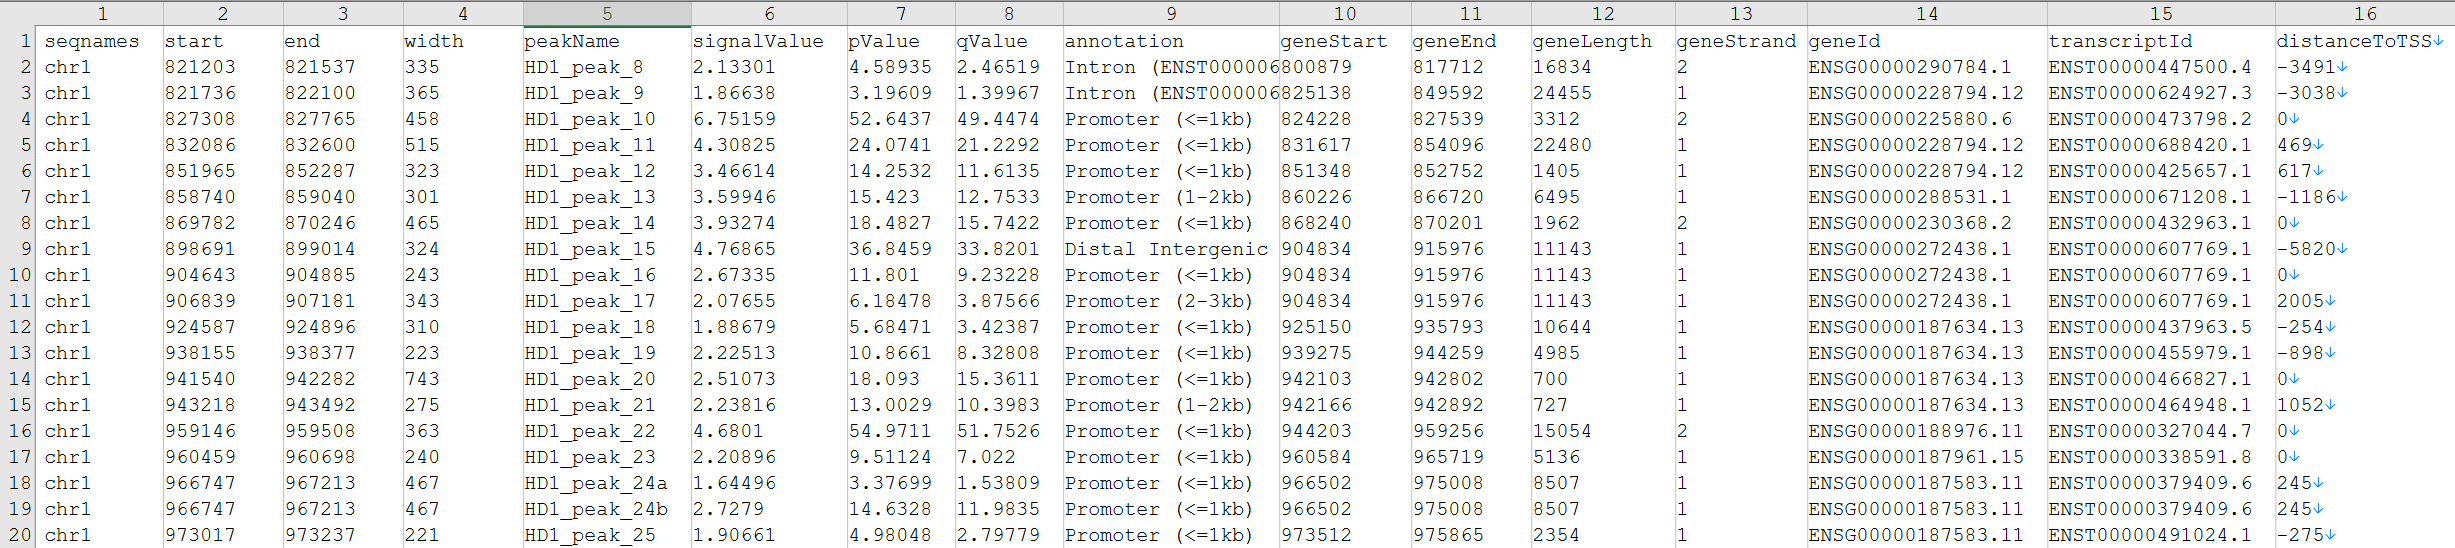 1 2 3 4 5 6 7 8 9 10 11 12 13 14 15 16
1 seqnames start end width peakName signalValue pValue qValue annotation geneStart geneEnd geneLength geneStrand geneId transcriptId distanceToTSS↓
2 chr1 821203 821537 335 HD1_peak_8 2.13301 4.58935 2.46519 Intron (ENST000006 800879 817712 16834 2 ENSG00000290784.1 ENST00000447500.4 -3491↓
3 chr1 821736 822100 365 HD1_peak_9 1.86638 3.19609 1.39967 Intron (ENST000006 825138 849592 24455 1 ENSG00000228794.12 ENST00000624927.3 -3038↓
4 chr1 827308 827765 458 HD1_peak_10 6.75159 52.6437 49.4474 Promoter (<=1kb) 824228 827539 3312 2 ENSG00000225880.6 ENST00000473798.2 0↓
5 chr1 832086 832600 515 HD1_peak_11 4.30825 24.0741 21.2292 Promoter (<=1kb) 831617 854096 22480 1 ENSG00000228794.12 ENST00000688420.1 469↓
6 chr1 851965 852287 323 HD1_peak_12 3.46614 14.2532 11.6135 Promoter (<=1kb) 851348 852752 1405 1 ENSG00000228794.12 ENST00000425657.1 617↓
7 chr1 858740 859040 301 HD1_peak_13 3.59946 15.423 12.7533 Promoter (1-2kb) 860226 866720 6495 1 ENSG00000288531.1 ENST00000671208.1 -1186↓
8 chr1 869782 870246 465 HD1_peak_14 3.93274 18.4827 15.7422 Promoter (<=1kb) 868240 870201 1962 2 ENSG00000230368.2 ENST00000432963.1 0↓
9 chr1 898691 899014 324 HD1_peak_15 4.76865 36.8459 33.8201 Distal Intergenic 904834 915976 11143 1 ENSG00000272438.1 ENST00000607769.1 -5820↓
10 chr1 904643 904885 243 HD1_peak_16 2.67335 11.801 9.23228 Promoter (<=1kb) 904834 915976 11143 1 ENSG00000272438.1 ENST00000607769.1 0↓
11 chr1 906839 907181 343 HD1_peak_17 2.07655 6.18478 3.87566 Promoter (2-3kb) 904834 915976 11143 1 ENSG00000272438.1 ENST00000607769.1 2005↓
12 chr1 924587 924896 310 HD1_peak_18 1.88679 5.68471 3.42387 Promoter (<=1kb) 925150 935793 10644 1 ENSG00000187634.13 ENST00000437963.5 -254↓
13 chr1 938155 938377 223 HD1_peak_19 2.22513 10.8661 8.32808 Promoter (<=1kb) 939275 944259 4985 1 ENSG00000187634.13 ENST00000455979.1 -898↓
14 chr1 941540 942282 743 HD1_peak_20 2.51073 18.093 15.3611 Promoter (<=1kb) 942103 942802 700 1 ENSG00000187634.13 ENST00000466827.1 0↓
15 chr1 943218 943492 275 HD1_peak_21 2.23816 13.0029 10.3983 Promoter (1-2kb) 942166 942892 727 1 ENSG00000187634.13 ENST00000464948.1 1052↓
16 chr1 959146 959508 363 HD1_peak_22 4.6801 54.9711 51.7526 Promoter (<=1kb) 944203 959256 15054 2 ENSG00000188976.11 ENST00000327044.7 0↓
17 chr1 960459 960698 240 HD1_peak_23 2.20896 9.51124 7.022 Promoter (<=1kb) 960584 965719 5136 1 ENSG00000187961.15 ENST00000338591.8 0↓
18 chr1 966747 967213 467 HD1_peak_24a 1.64496 3.37699 1.53809 Promoter (<=1kb) 966502 975008 8507 1 ENSG00000187583.11 ENST00000379409.6 245↓
19 chr1 966747 967213 467 HD1_peak_24b 2.7279 14.6328 11.9835 Promoter (<=1kb) 966502 975008 8507 1 ENSG00000187583.11 ENST00000379409.6 245↓
20 chr1 973017 973237 221 HD1_peak_25 1.90661 4.98048 2.79779 Promoter (<=1kb) 973512 975865 2354 1 ENSG00000187583.11 ENST00000491024.1 -275↓